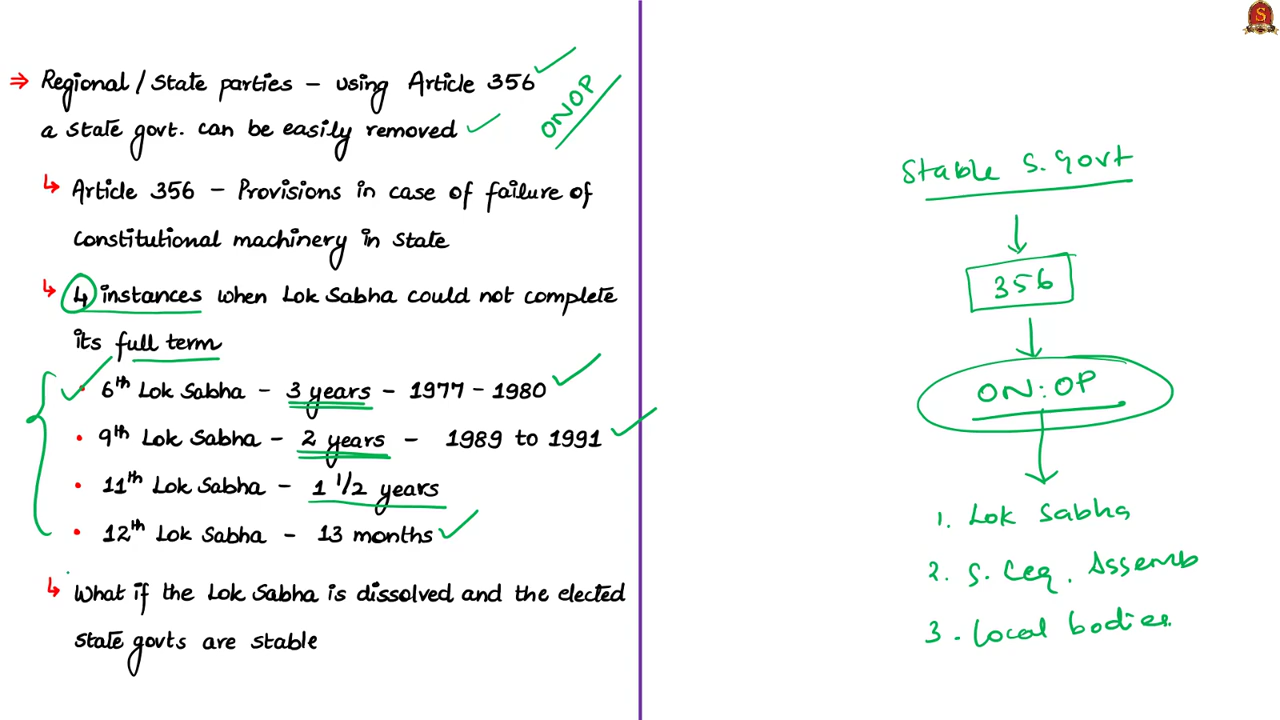 ⇒ Regional / State parties – using Article 356
a state govt. can be easily removed
ONOP
↳ Article 356 – Provisions in case of failure of
constitutional machinery in state
↳ 4 instances when Lok Sabha could not complete
its full term
• 6th Lok Sabha – 3 years – 1977 – 1980
• 9th Lok Sabha – 2 years – 1989 to 1991
• 11th Lok Sabha – 1 1/2 years
• 12th Lok Sabha – 13 months
↳ What if the Lok Sabha is dissolved and the elected
state govts are stable
Stable S. Govt
356
ON:OP
1. Lok Sabha
2. S. Leg. Assemb
3. Local bodies
S